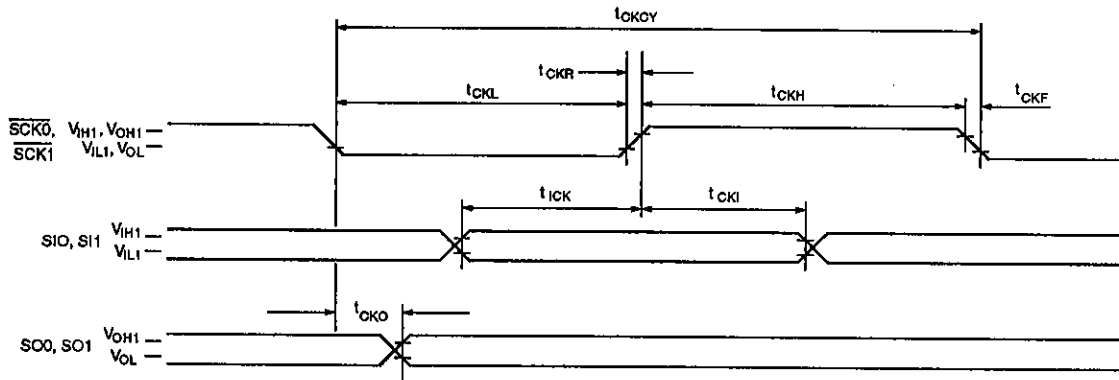 tCKCY
tCKR
tCKL
tCKH
tCKF
SCK0, VIH1, VOH1
SCK1 VIL1, VOL
tICK
tCKI
SI0, SI1 VIH1
VIL1
tCKO
SO0, SO1 VOH1
VOL